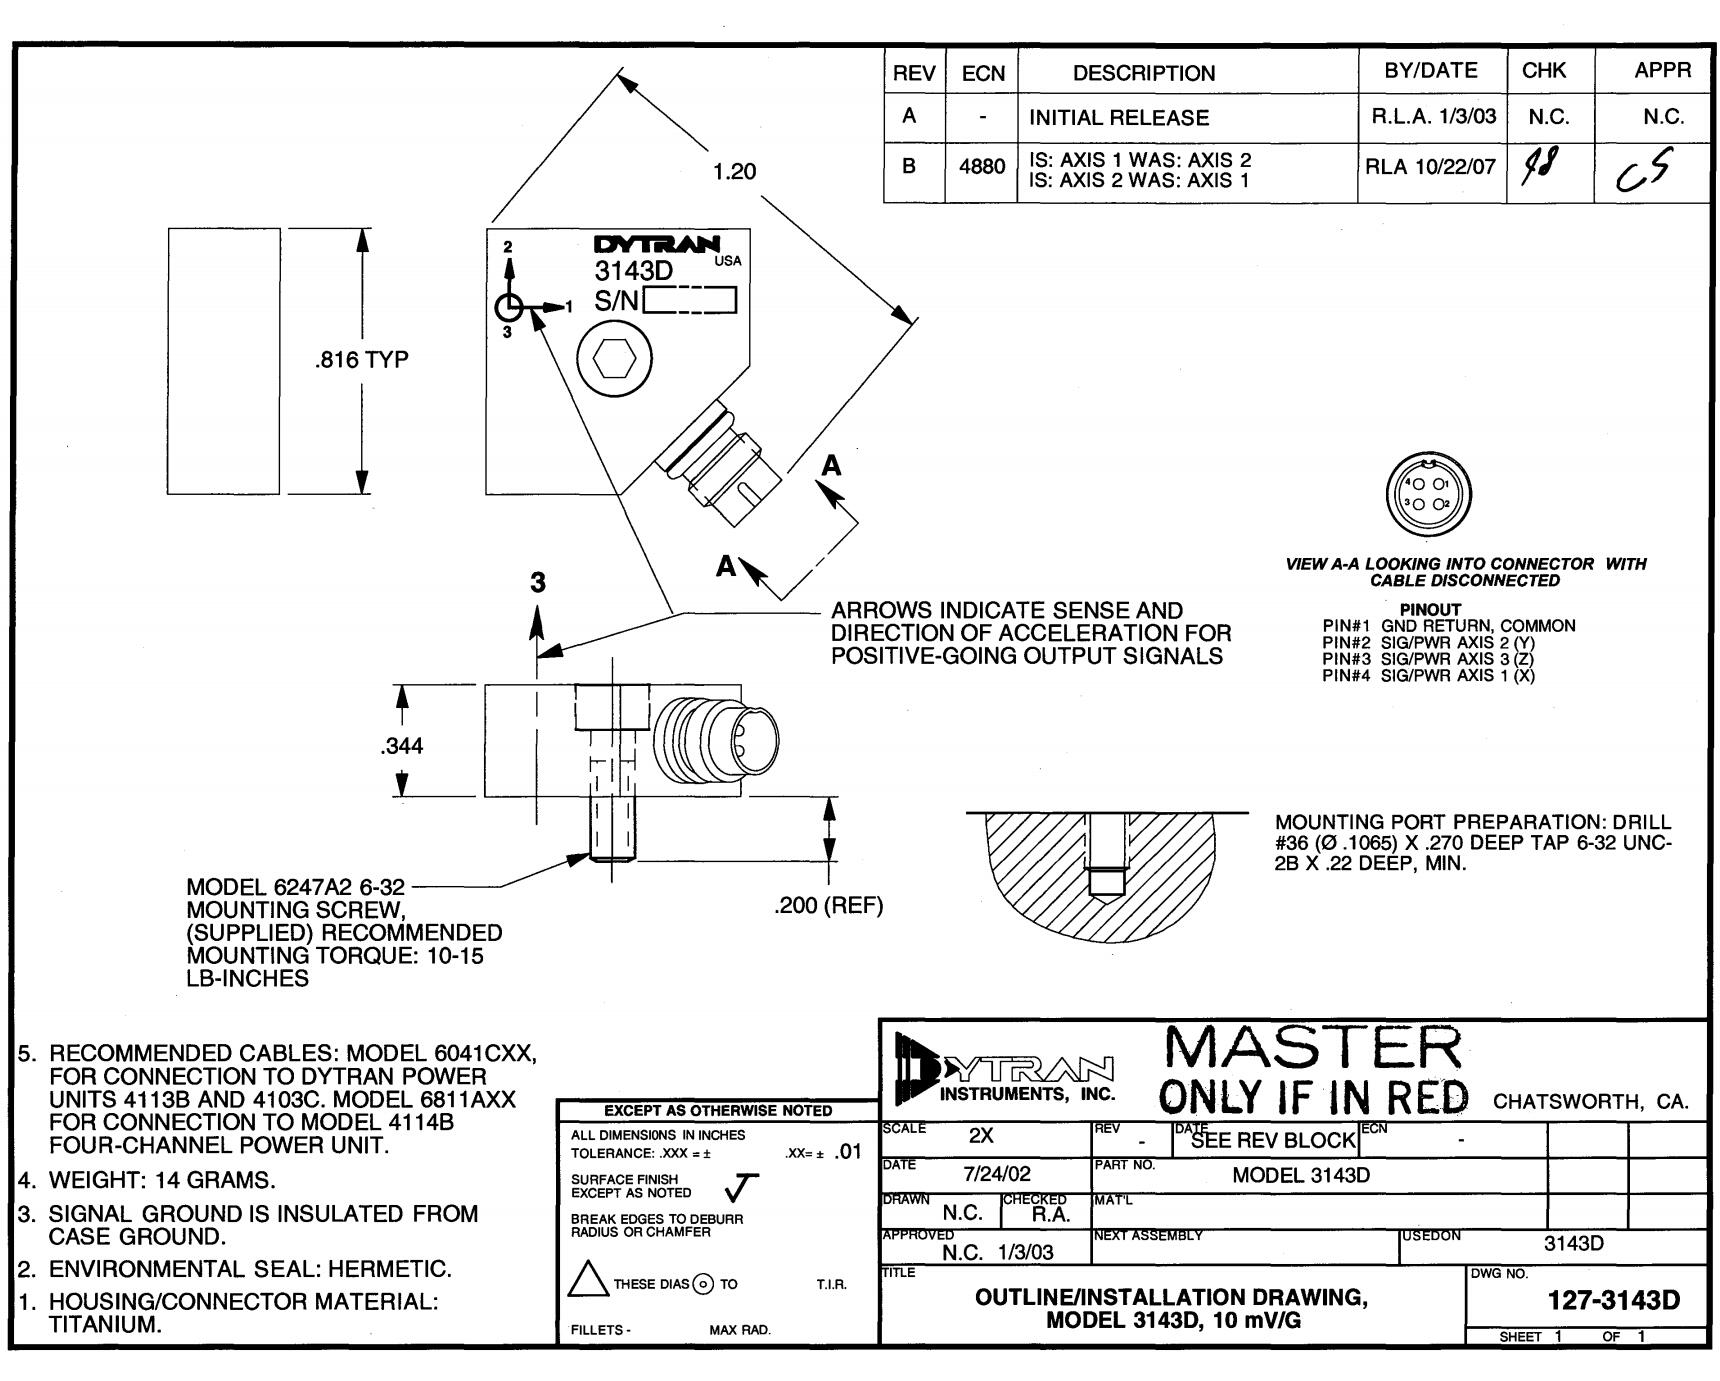 REV ECN DESCRIPTION BY/DATE CHK APPR
A - INITIAL RELEASE R.L.A. 1/3/03 N.C. N.C.
B 4880 IS: AXIS 1 WAS: AXIS 2
IS: AXIS 2 WAS: AXIS 1
RLA 10/22/07
1.20
DYTRAN
USA
3143D
S/N
2
1
3
.816 TYP
A
A
4 1
3 2
VIEW A-A LOOKING INTO CONNECTOR WITH
CABLE DISCONNECTED
PINOUT
PIN#1 GND RETURN, COMMON
PIN#2 SIG/PWR AXIS 2 (Y)
PIN#3 SIG/PWR AXIS 3 (Z)
PIN#4 SIG/PWR AXIS 1 (X)
3
ARROWS INDICATE SENSE AND
DIRECTION OF ACCELERATION FOR
POSITIVE-GOING OUTPUT SIGNALS
.344
.200 (REF)
MODEL 6247A2 6-32
MOUNTING SCREW,
(SUPPLIED) RECOMMENDED
MOUNTING TORQUE: 10-15
LB-INCHES
MOUNTING PORT PREPARATION: DRILL
#36 (Ø .1065) X .270 DEEP TAP 6-32 UNC-
2B X .22 DEEP, MIN.
5. RECOMMENDED CABLES: MODEL 6041CXX,
FOR CONNECTION TO DYTRAN POWER
UNITS 4113B AND 4103C. MODEL 6811AXX
FOR CONNECTION TO MODEL 4114B
FOUR-CHANNEL POWER UNIT.
4. WEIGHT: 14 GRAMS.
3. SIGNAL GROUND IS INSULATED FROM
CASE GROUND.
2. ENVIRONMENTAL SEAL: HERMETIC.
1. HOUSING/CONNECTOR MATERIAL:
TITANIUM.
EXCEPT AS OTHERWISE NOTED
ALL DIMENSIONS IN INCHES
TOLERANCE: .XXX = ± .XX= ± .01
SURFACE FINISH
EXCEPT AS NOTED
BREAK EDGES TO DEBURR
RADIUS OR CHAMFER
THESE DIAS TO T.I.R.
FILLETS - MAX RAD.
DYTRAN
INSTRUMENTS, INC.
MASTER
ONLY IF IN RED
CHATSWORTH, CA.
SCALE 2X REV - DATE SEE REV BLOCK ECN -
DATE 7/24/02 PART NO. MODEL 3143D
DRAWN N.C. CHECKED R.A. MAT'L
APPROVED N.C. 1/3/03 NEXT ASSEMBLY USEDON 3143D
TITLE
OUTLINE/INSTALLATION DRAWING,
MODEL 3143D, 10 mV/G
DWG NO.
127-3143D
SHEET 1 OF 1